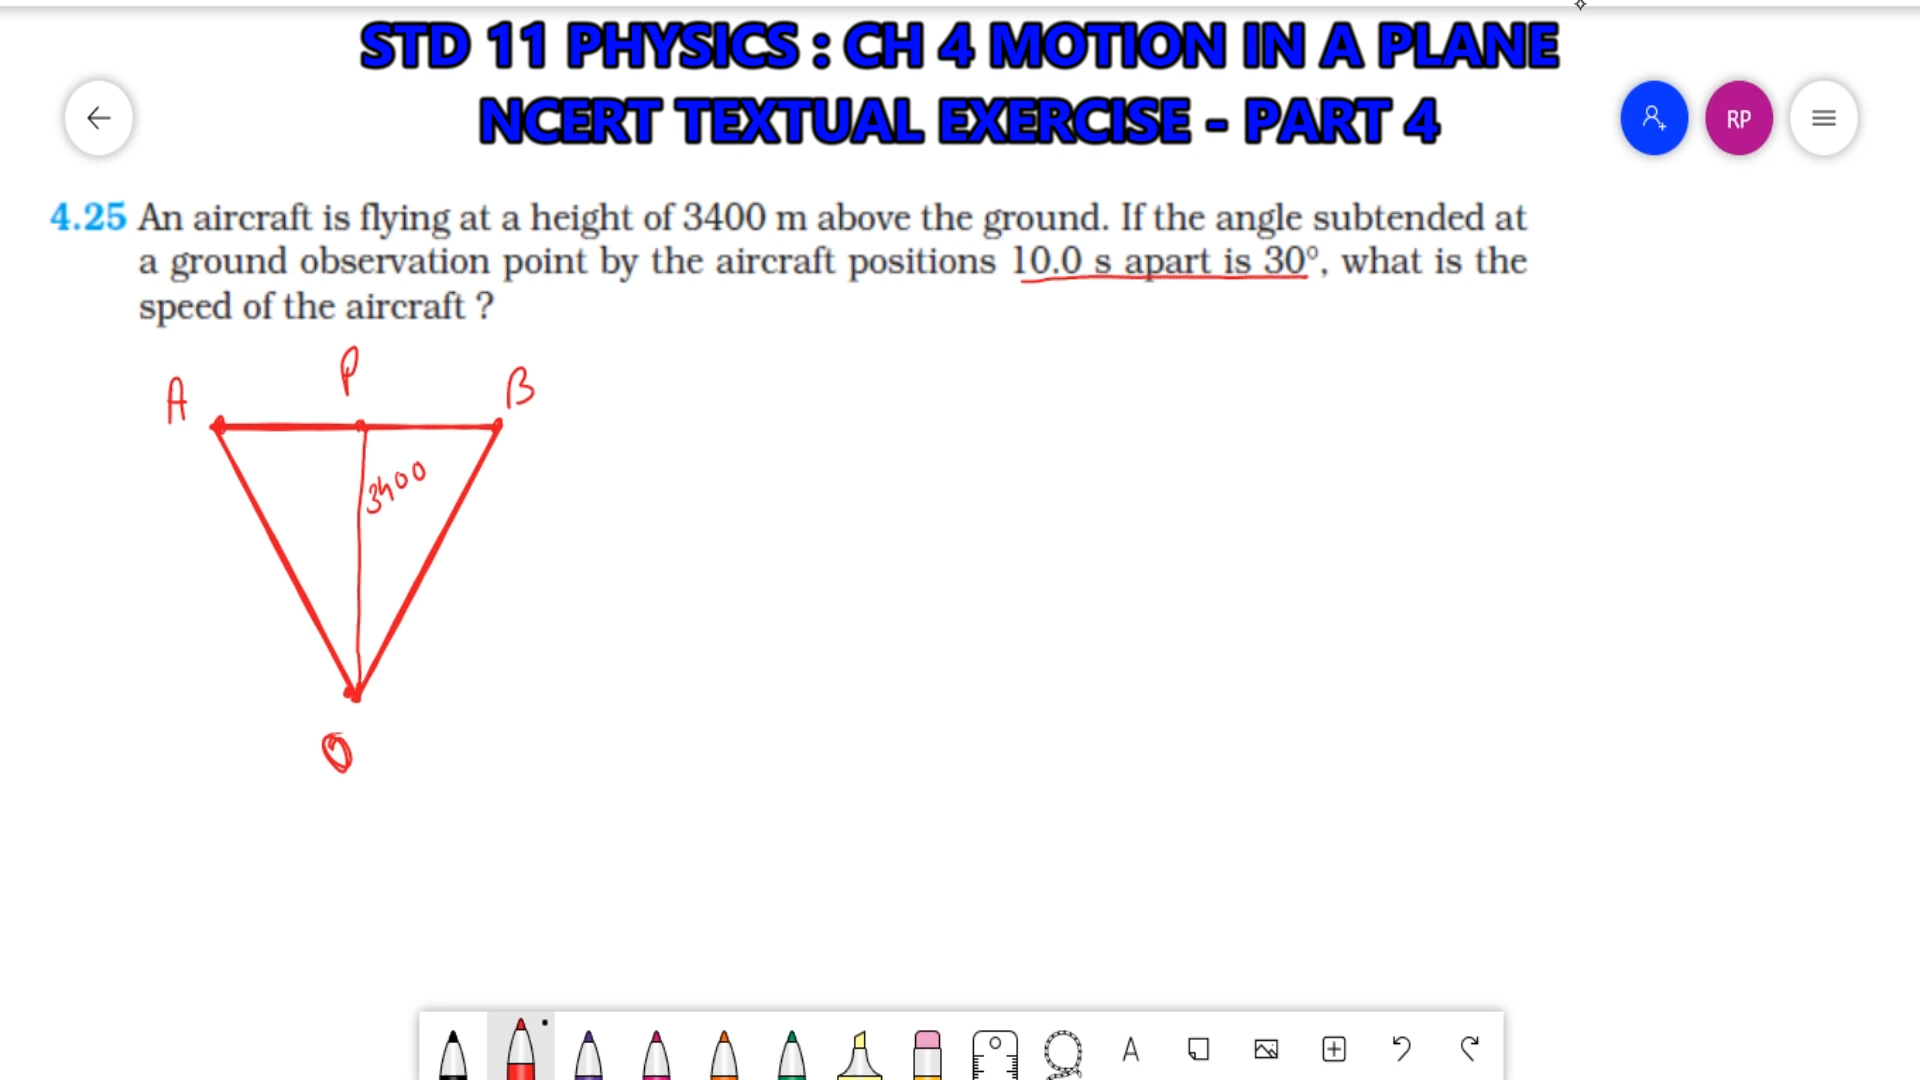 STD 11 PHYSICS : CH 4 MOTION IN A PLANE
NCERT TEXTUAL EXERCISE - PART 4
RP
4.25 An aircraft is flying at a height of 3400 m above the ground. If the angle subtended at
a ground observation point by the aircraft positions 10.0 s apart is 30°, what is the
speed of the aircraft ?
A P B
3400
O
A